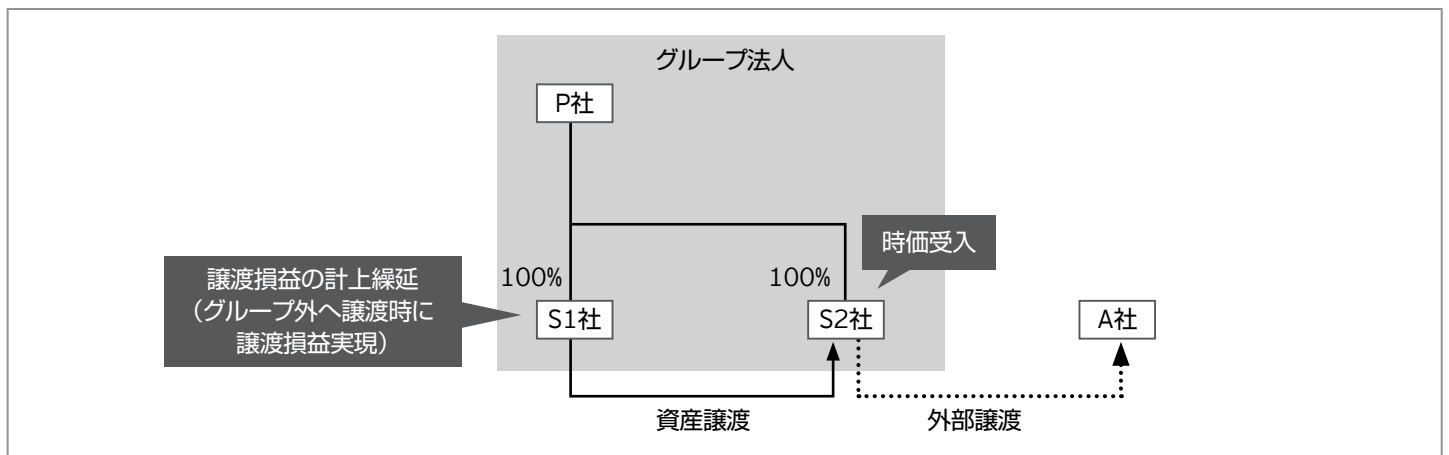 グループ法人
P社
時価受入
譲渡損益の計上繰延
（グループ外へ譲渡時に
譲渡損益実現）
100%
100%
S1社
S2社
A社
資産譲渡
外部譲渡